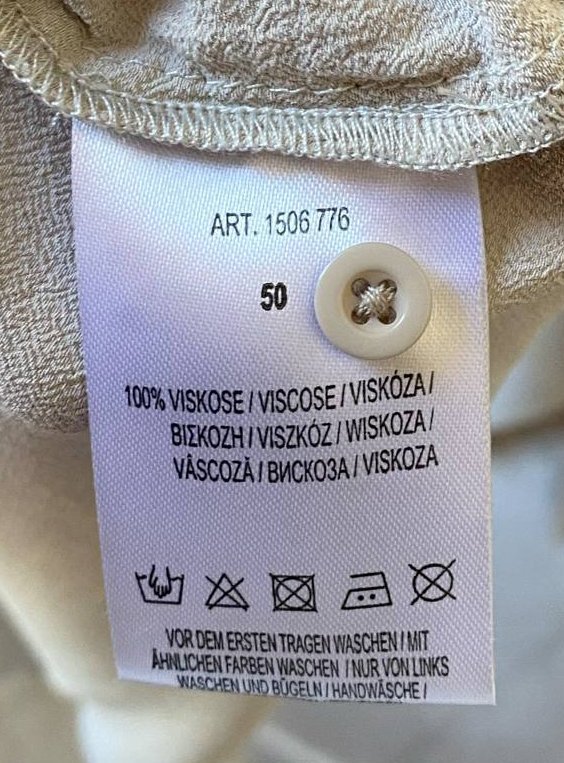 ART. 1506 776
50
100% VISKOSE / VISCOSE / VISKÓZA /
ΒΙΣΚΟΖΗ / VISZKÓZ / WISKOZA /
VÂSCOZĂ / ВИСКОЗА / VISKOZA
VOR DEM ERSTEN TRAGEN WASCHEN / MIT
ÄHNLICHEN FARBEN WASCHEN / NUR VON LINKS
WASCHEN UND BÜGELN / HANDWÄSCHE /